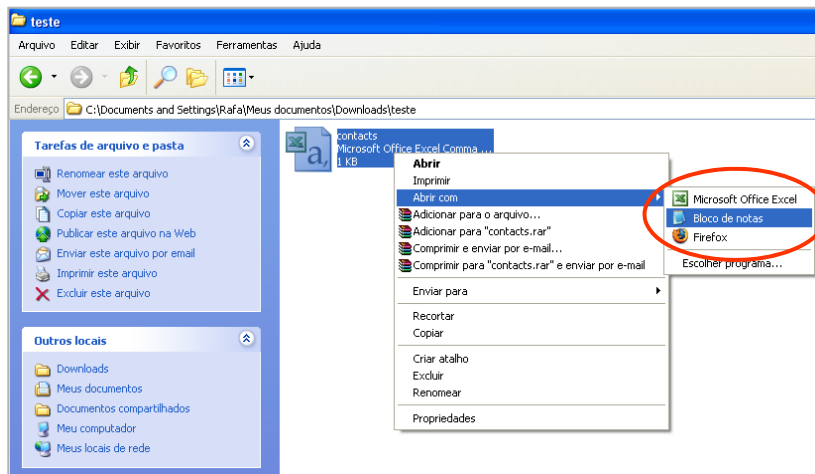 teste
Arquivo Editar Exibir Favoritos Ferramentas Ajuda
Endereço C:\Documents and Settings\Rafa\Meus documentos\Downloads\teste
Tarefas de arquivo e pasta
Renomear este arquivo
Mover este arquivo
Copiar este arquivo
Publicar este arquivo na Web
Enviar este arquivo por email
Imprimir este arquivo
Excluir este arquivo
Outros locais
Downloads
Meus documentos
Documentos compartilhados
Meu computador
Meus locais de rede
a,
contacts
Microsoft Office Excel Comma ...
1 KB
Abrir
Imprimir
Abrir com
Adicionar para o arquivo...
Adicionar para "contacts.rar"
Comprimir e enviar por e-mail...
Comprimir para "contacts.rar" e enviar por e-mail
Enviar para
Recortar
Copiar
Criar atalho
Excluir
Renomear
Propriedades
Microsoft Office Excel
Bloco de notas
Firefox
Escolher programa...